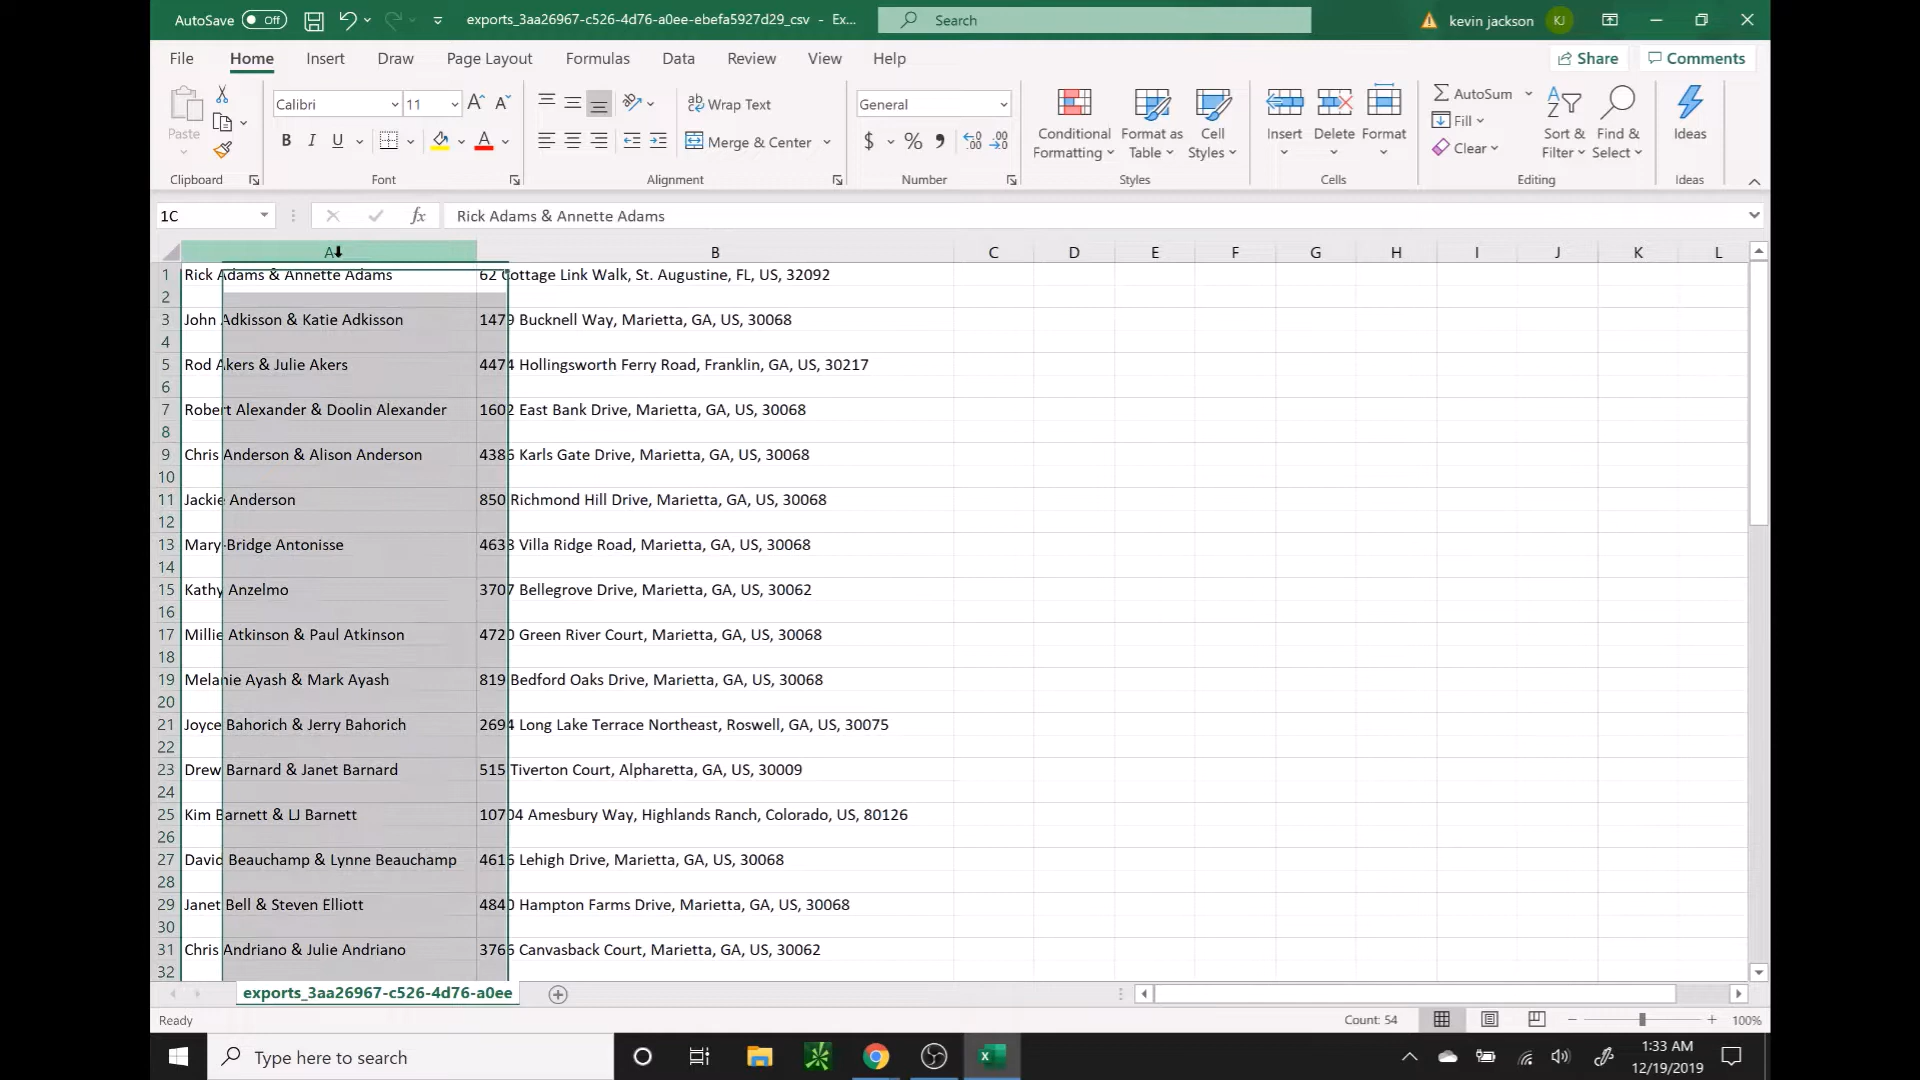 AutoSave Off exports_3aa26967-c526-4d76-a0ee-ebefa5927d29_csv - Ex... Search kevin jackson KJ
File Home Insert Draw Page Layout Formulas Data Review View Help Share Comments
Paste Calibri 11 A A ab Wrap Text General Conditional Formatting Format as Table Cell Styles Insert Delete Format AutoSum Fill Clear Sort & Filter Find & Select Ideas
B I U A Merge & Center $ % , .00
Clipboard Font Alignment Number Styles Cells Editing Ideas
1C fx Rick Adams & Annette Adams
A B C D E F G H I J K L
1 Rick Adams & Annette Adams 62 Cottage Link Walk, St. Augustine, FL, US, 32092
2
3 John Adkisson & Katie Adkisson 1479 Bucknell Way, Marietta, GA, US, 30068
4
5 Rod Akers & Julie Akers 4474 Hollingsworth Ferry Road, Franklin, GA, US, 30217
6
7 Robert Alexander & Doolin Alexander 1602 East Bank Drive, Marietta, GA, US, 30068
8
9 Chris Anderson & Alison Anderson 4386 Karls Gate Drive, Marietta, GA, US, 30068
10
11 Jackie Anderson 850 Richmond Hill Drive, Marietta, GA, US, 30068
12
13 Mary-Bridge Antonisse 4638 Villa Ridge Road, Marietta, GA, US, 30068
14
15 Kathy Anzelmo 3707 Bellegrove Drive, Marietta, GA, US, 30062
16
17 Millie Atkinson & Paul Atkinson 4720 Green River Court, Marietta, GA, US, 30068
18
19 Melanie Ayash & Mark Ayash 819 Bedford Oaks Drive, Marietta, GA, US, 30068
20
21 Joyce Bahorich & Jerry Bahorich 2694 Long Lake Terrace Northeast, Roswell, GA, US, 30075
22
23 Drew Barnard & Janet Barnard 515 Tiverton Court, Alpharetta, GA, US, 30009
24
25 Kim Barnett & LJ Barnett 10704 Amesbury Way, Highlands Ranch, Colorado, US, 80126
26
27 David Beauchamp & Lynne Beauchamp 4616 Lehigh Drive, Marietta, GA, US, 30068
28
29 Janet Bell & Steven Elliott 4840 Hampton Farms Drive, Marietta, GA, US, 30068
30
31 Chris Andriano & Julie Andriano 3766 Canvasback Court, Marietta, GA, US, 30062
32
exports_3aa26967-c526-4d76-a0ee
Ready Count: 54 100%
Type here to search 1:33 AM
12/19/2019